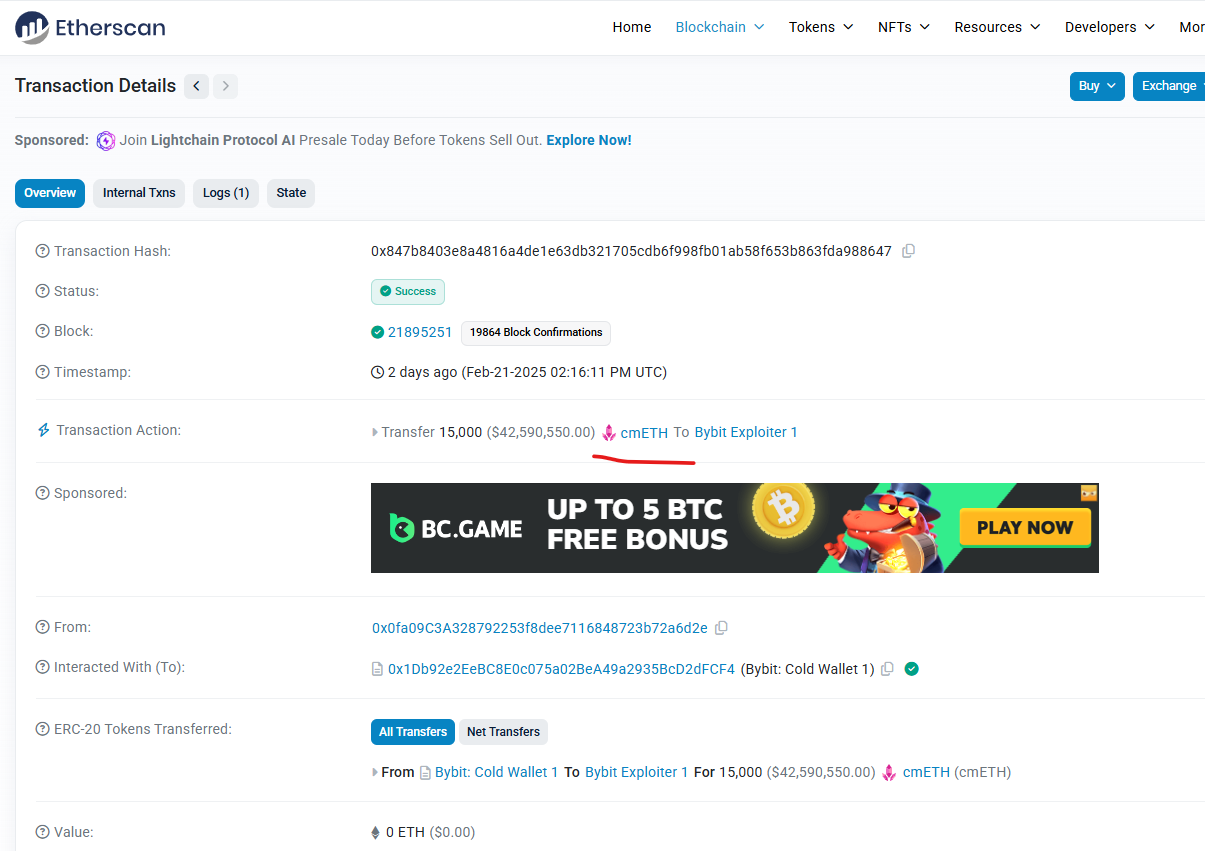 Etherscan
Home Blockchain Tokens NFTs Resources Developers Mor
Transaction Details
Buy Exchange
Sponsored: Join Lightchain Protocol AI Presale Today Before Tokens Sell Out. Explore Now!
Overview Internal Txns Logs (1) State
Transaction Hash: 0x847b8403e8a4816a4de1e63db321705cdb6f998fb01ab58f653b863fda988647
Status: Success
Block: 21895251 19864 Block Confirmations
Timestamp: 2 days ago (Feb-21-2025 02:16:11 PM UTC)
Transaction Action: Transfer 15,000 ($42,590,550.00) cmETH To Bybit Exploiter 1
Sponsored:
BC.GAME
UP TO 5 BTC
FREE BONUS
PLAY NOW
From: 0x0fa09C3A328792253f8dee7116848723b72a6d2e
Interacted With (To): 0x1Db92e2EeBC8E0c075a02BeA49a2935BcD2dFCF4 (Bybit: Cold Wallet 1)
ERC-20 Tokens Transferred: All Transfers Net Transfers
From Bybit: Cold Wallet 1 To Bybit Exploiter 1 For 15,000 ($42,590,550.00) cmETH (cmETH)
Value: 0 ETH ($0.00)